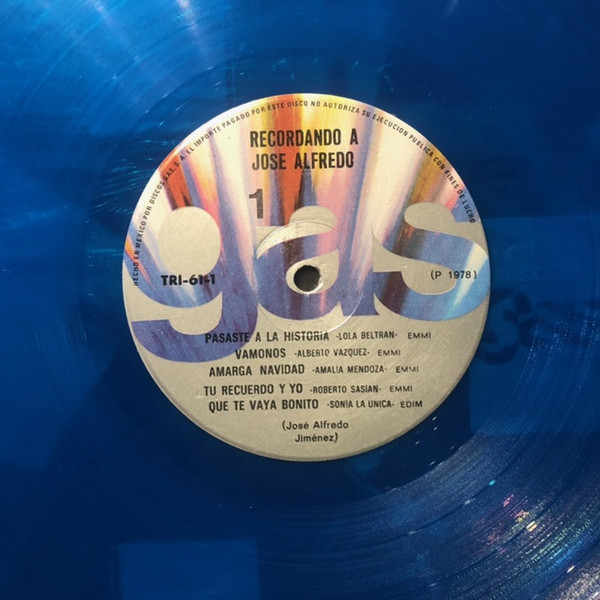 HECHO EN MEXICO POR DISCOS GAS, S. A. EL IMPORTE PAGADO POR ESTE DISCO NO AUTORIZA SU EJECUCION PUBLICA CON FINES DE LUCRO
RECORDANDO A
JOSE ALFREDO
1
gas
TRI-61-1
(P 1978)
PASASTE A LA HISTORIA -LOLA BELTRAN- EMMI
VAMONOS -ALBERTO VAZQUEZ- EMMI
AMARGA NAVIDAD -AMALIA MENDOZA- EMMI
TU RECUERDO Y YO -ROBERTO SASIAN- EMMI
QUE TE VAYA BONITO -SONIA LA UNICA- EDIM
(José Alfredo
Jiménez)